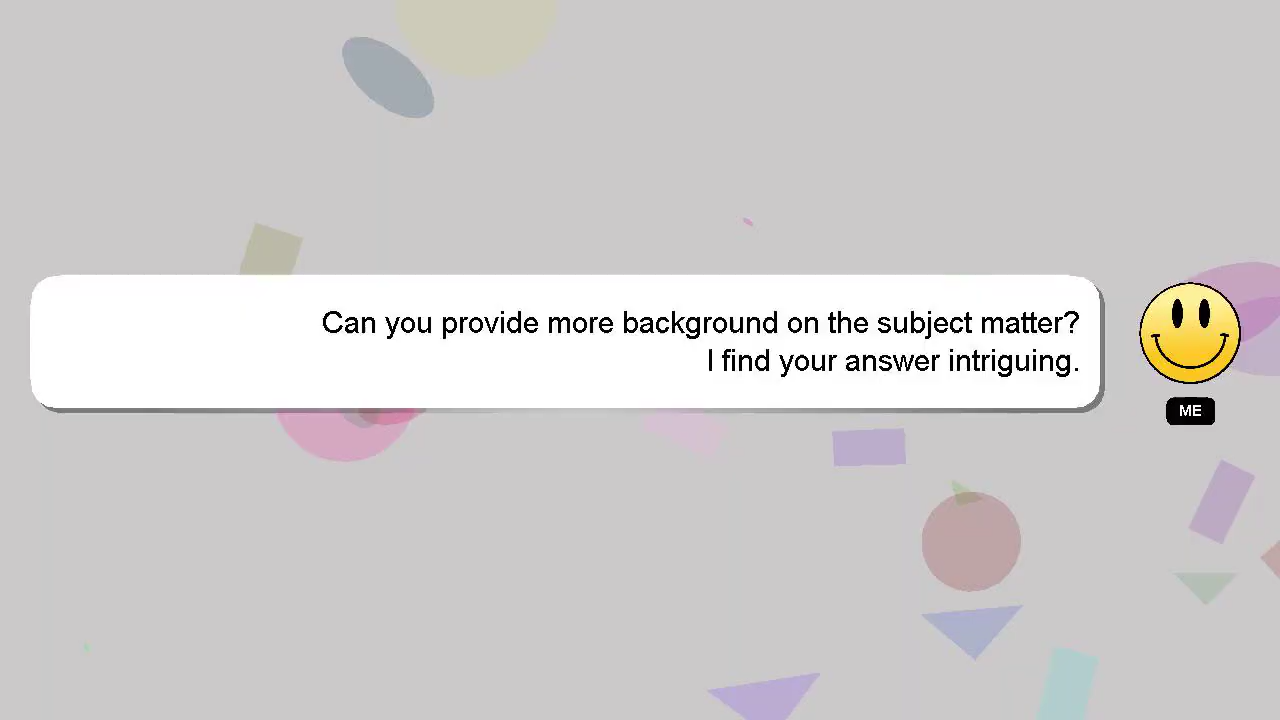 Can you provide more background on the subject matter?
I find your answer intriguing.
ME